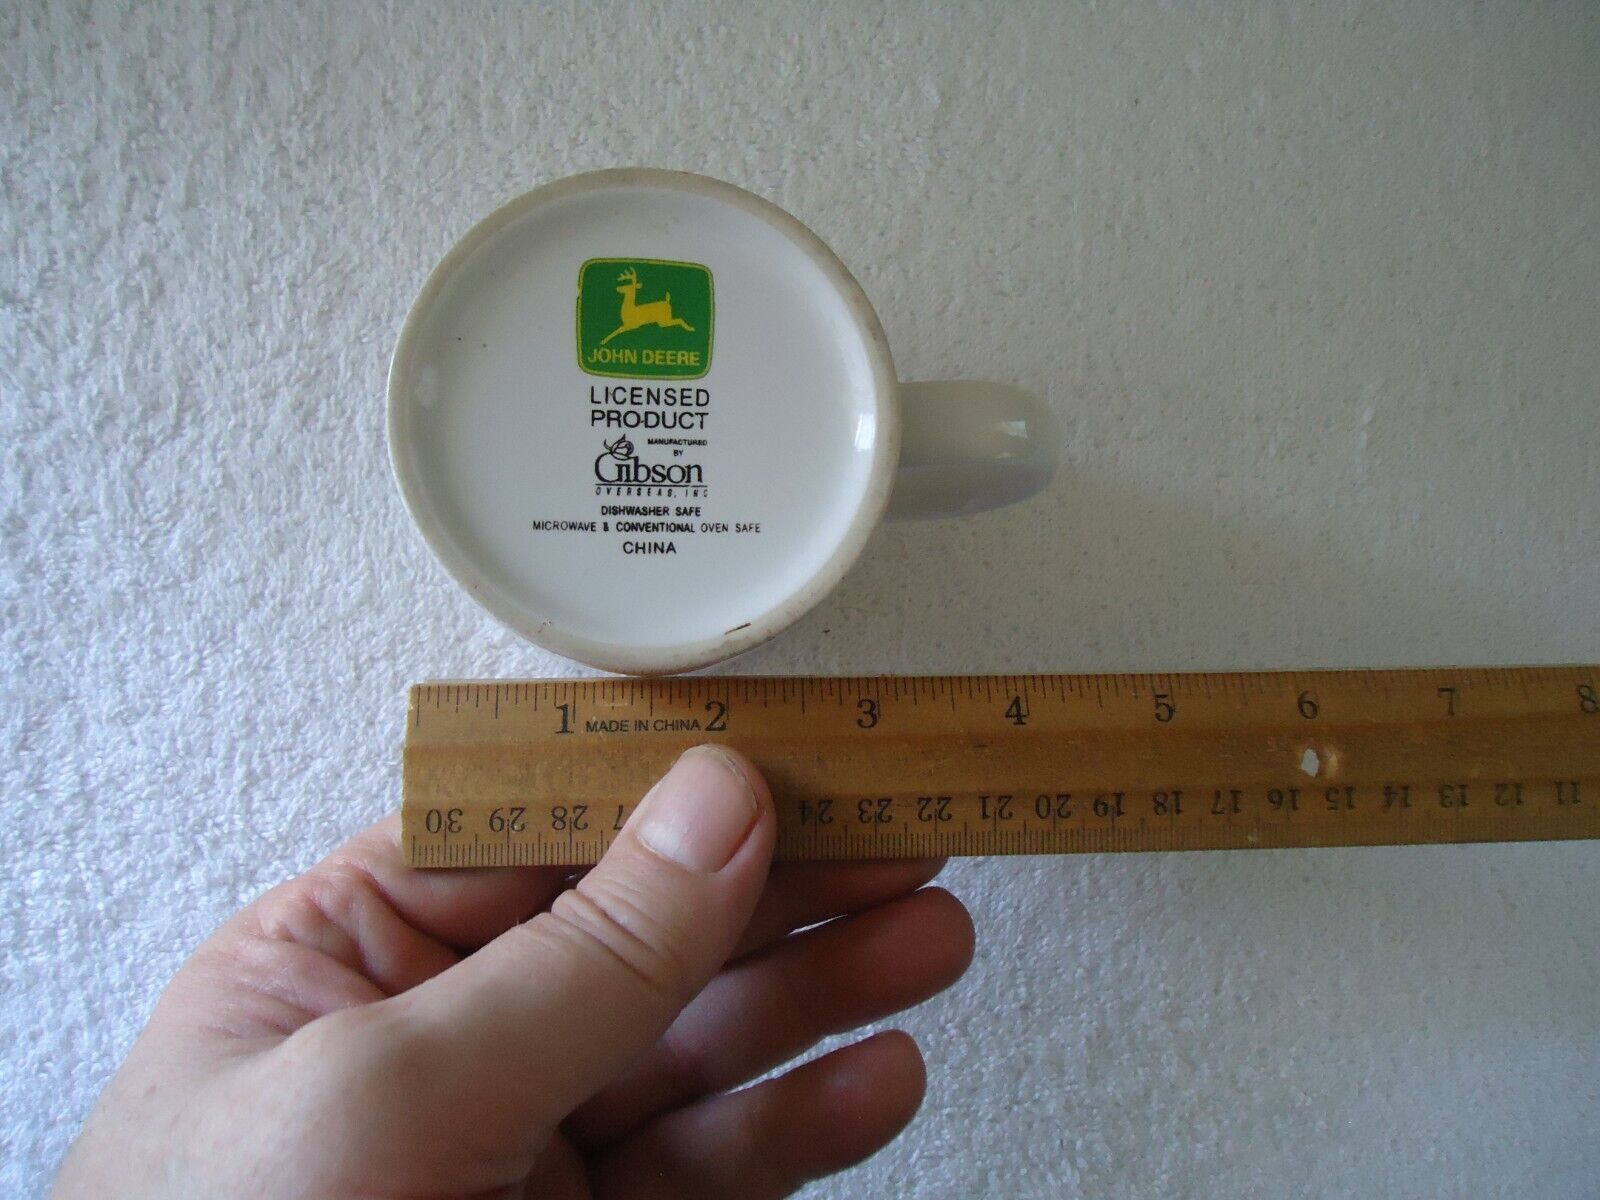 JOHN DEERE
LICENSED
PRODUCT
MANUFACTURED
BY
Gibson
OVERSEAS, INC
DISHWASHER SAFE
MICROWAVE & CONVENTIONAL OVEN SAFE
CHINA
1 MADE IN CHINA 2 3 4 5 6 7 8
30 29 28 7 24 23 22 21 20 19 18 17 16 15 14 13 12 11